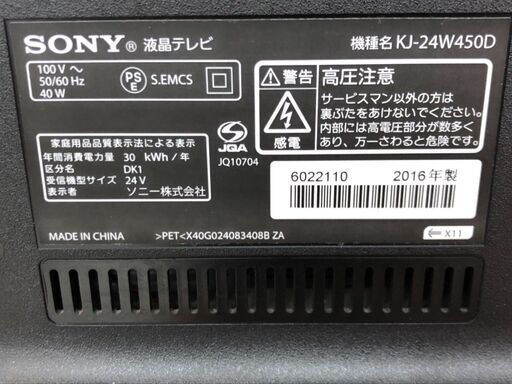 SONY® 液晶テレビ
機種名 KJ-24W450D
100 V ～
50/60 Hz
40 W
PS
E
S.EMCS
警告 高圧注意
サービスマン以外の方は
裏ぶたをあけないでください。
内部には高電圧部分が数多く
あり、万一さわると危険です。
感電
家庭用品品質表示法による表示
年間消費電力量 30 kWh/年
区分名 DK1
受信機型サイズ 24 V
表示者 ソニー株式会社
JQA
JQ10704
6022110 2016年製
MADE IN CHINA
>PET<X40G024083408B ZA
X11